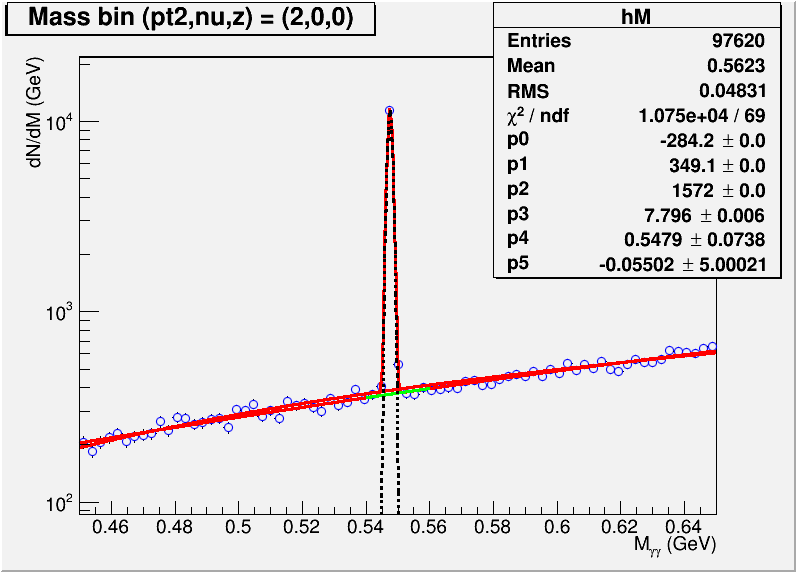 Mass bin (pt2,nu,z) = (2,0,0)
hM
Entries 97620
Mean 0.5623
RMS 0.04831
χ² / ndf 1.075e+04 / 69
p0 -284.2 ± 0.0
p1 349.1 ± 0.0
p2 1572 ± 0.0
p3 7.796 ± 0.006
p4 0.5479 ± 0.0738
p5 -0.05502 ± 5.00021
dN/dM (GeV)
10⁴
10³
10²
0.46 0.48 0.5 0.52 0.54 0.56 0.58 0.6 0.62 0.64
Mγγ (GeV)